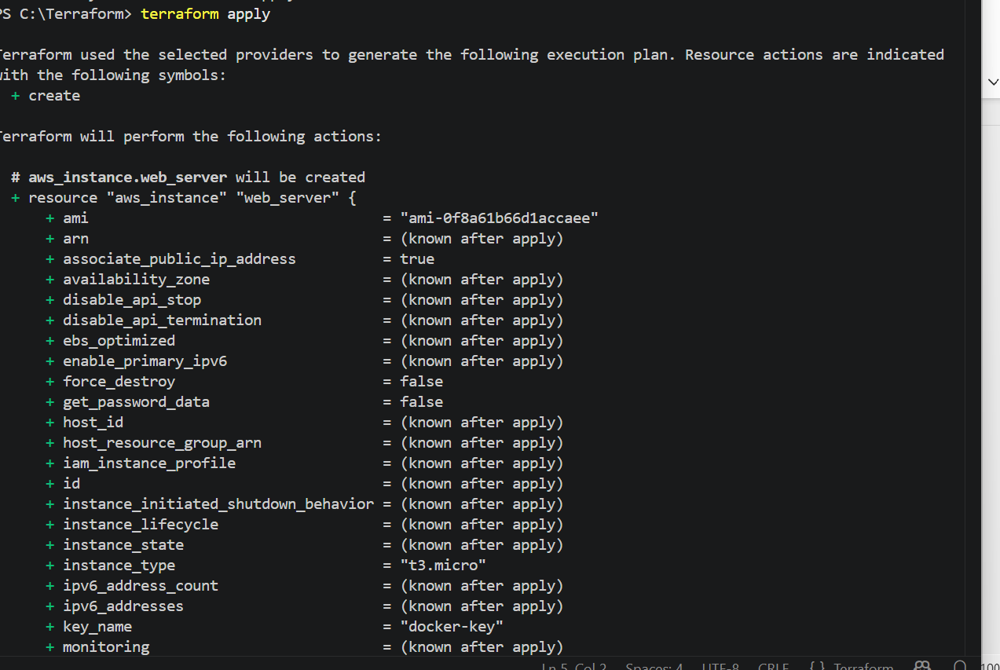 PS C:\Terraform> terraform apply
Terraform used the selected providers to generate the following execution plan. Resource actions are indicated
with the following symbols:
+ create
Terraform will perform the following actions:
# aws_instance.web_server will be created
+ resource "aws_instance" "web_server" {
+ ami = "ami-0f8a61b66d1accaee"
+ arn = (known after apply)
+ associate_public_ip_address = true
+ availability_zone = (known after apply)
+ disable_api_stop = (known after apply)
+ disable_api_termination = (known after apply)
+ ebs_optimized = (known after apply)
+ enable_primary_ipv6 = (known after apply)
+ force_destroy = false
+ get_password_data = false
+ host_id = (known after apply)
+ host_resource_group_arn = (known after apply)
+ iam_instance_profile = (known after apply)
+ id = (known after apply)
+ instance_initiated_shutdown_behavior = (known after apply)
+ instance_lifecycle = (known after apply)
+ instance_state = (known after apply)
+ instance_type = "t3.micro"
+ ipv6_address_count = (known after apply)
+ ipv6_addresses = (known after apply)
+ key_name = "docker-key"
+ monitoring = (known after apply)
Ln 5, Col 2 Spaces: 4 UTF-8 CRLF { } Terraform 100